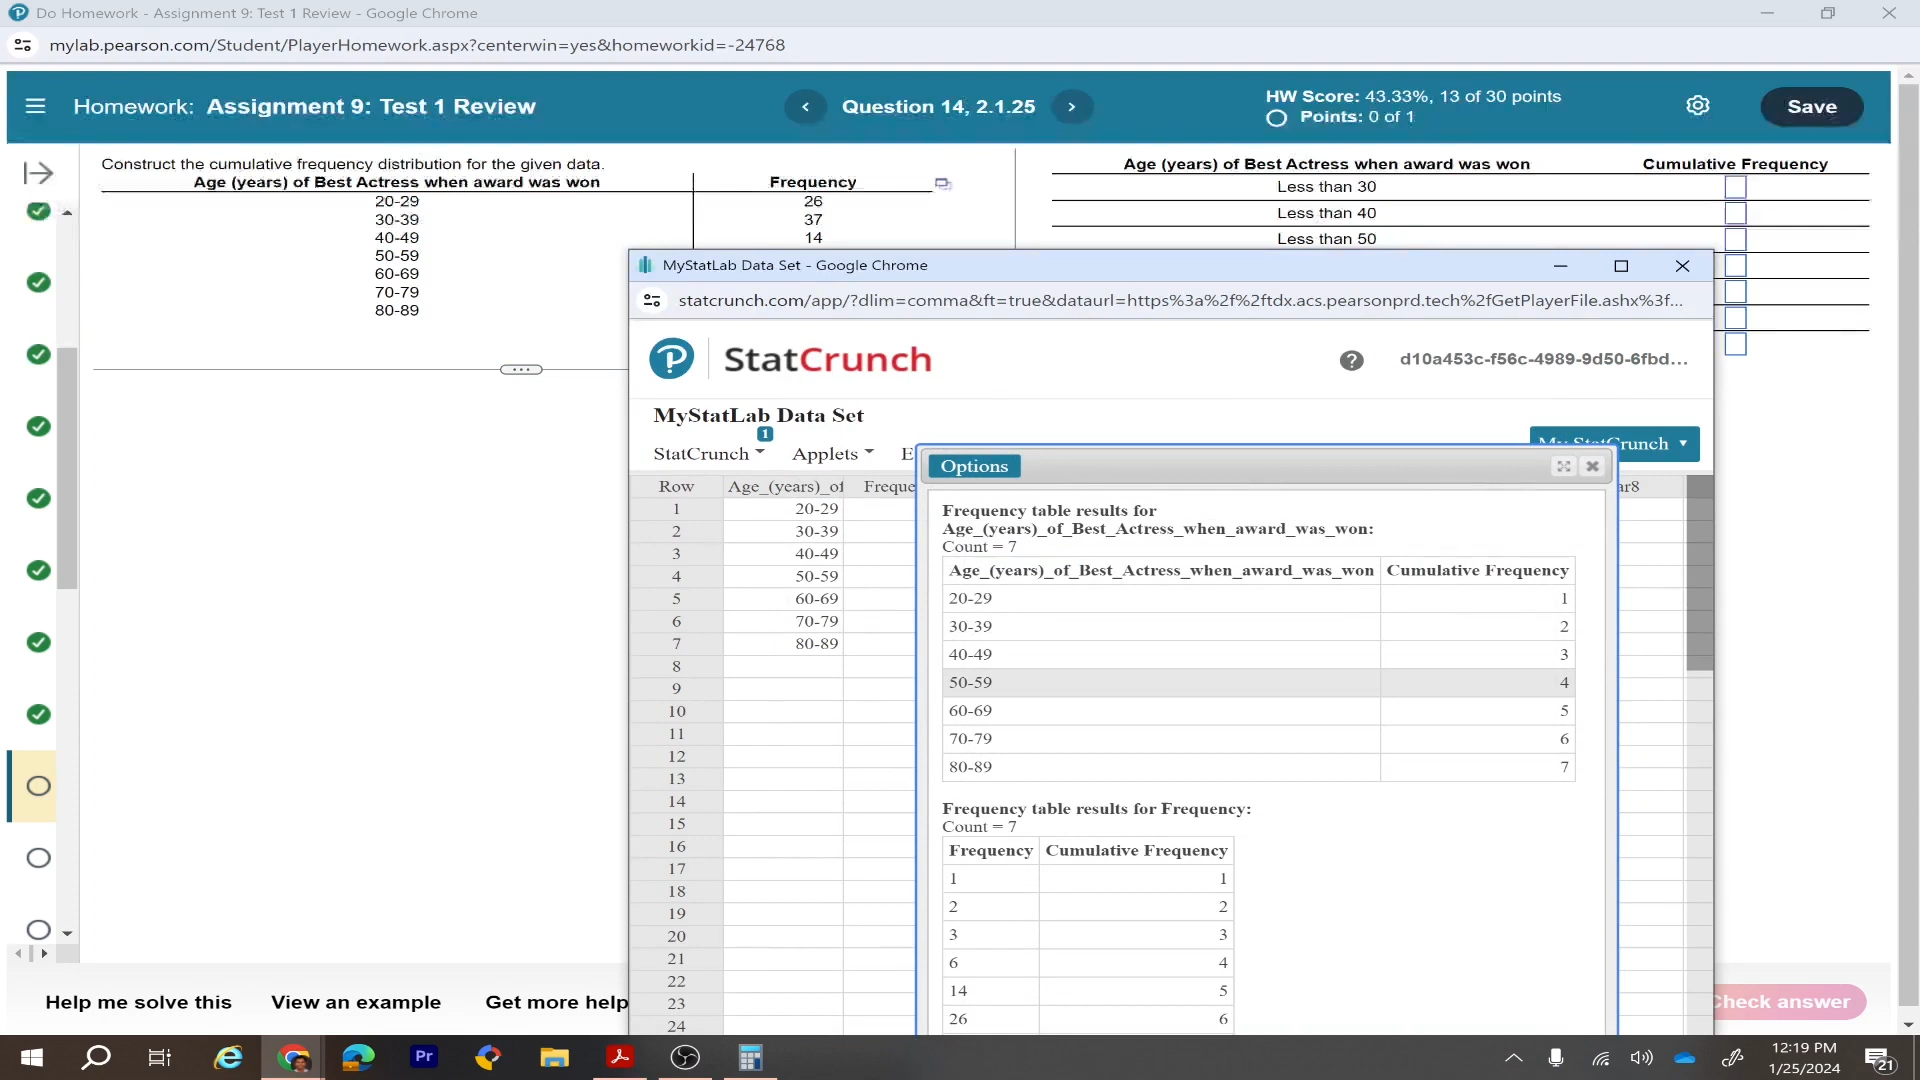 Do Homework - Assignment 9: Test 1 Review - Google Chrome
mylab.pearson.com/Student/PlayerHomework.aspx?centerwin=yes&homeworkid=-24768
Homework: Assignment 9: Test 1 Review
Question 14, 2.1.25
HW Score: 43.33%, 13 of 30 points
Points: 0 of 1
Save
Construct the cumulative frequency distribution for the given data.
Age (years) of Best Actress when award was won Frequency
20-29 26
30-39 37
40-49 14
50-59
60-69
70-79
80-89
Age (years) of Best Actress when award was won Cumulative Frequency
Less than 30
Less than 40
Less than 50
MyStatLab Data Set - Google Chrome
statcrunch.com/app/?dlim=comma&ft=true&dataurl=https%3a%2f%2ftdx.acs.pearsonprd.tech%2fGetPlayerFile.ashx%3f...
P StatCrunch
d10a453c-f56c-4989-9d50-6fbd...
MyStatLab Data Set
1
StatCrunch Applets E
My StatCrunch
Row Age_(years)_of Freque ar8
1 20-29
2 30-39
3 40-49
4 50-59
5 60-69
6 70-79
7 80-89
8
9
10
11
12
13
14
15
16
17
18
19
20
21
22
23
24
Options
Frequency table results for
Age_(years)_of_Best_Actress_when_award_was_won:
Count = 7
Age_(years)_of_Best_Actress_when_award_was_won Cumulative Frequency
20-29 1
30-39 2
40-49 3
50-59 4
60-69 5
70-79 6
80-89 7
Frequency table results for Frequency:
Count = 7
Frequency Cumulative Frequency
1 1
2 2
3 3
6 4
14 5
26 6
Help me solve this View an example Get more help
Check answer
Pr
12:19 PM
1/25/2024
21